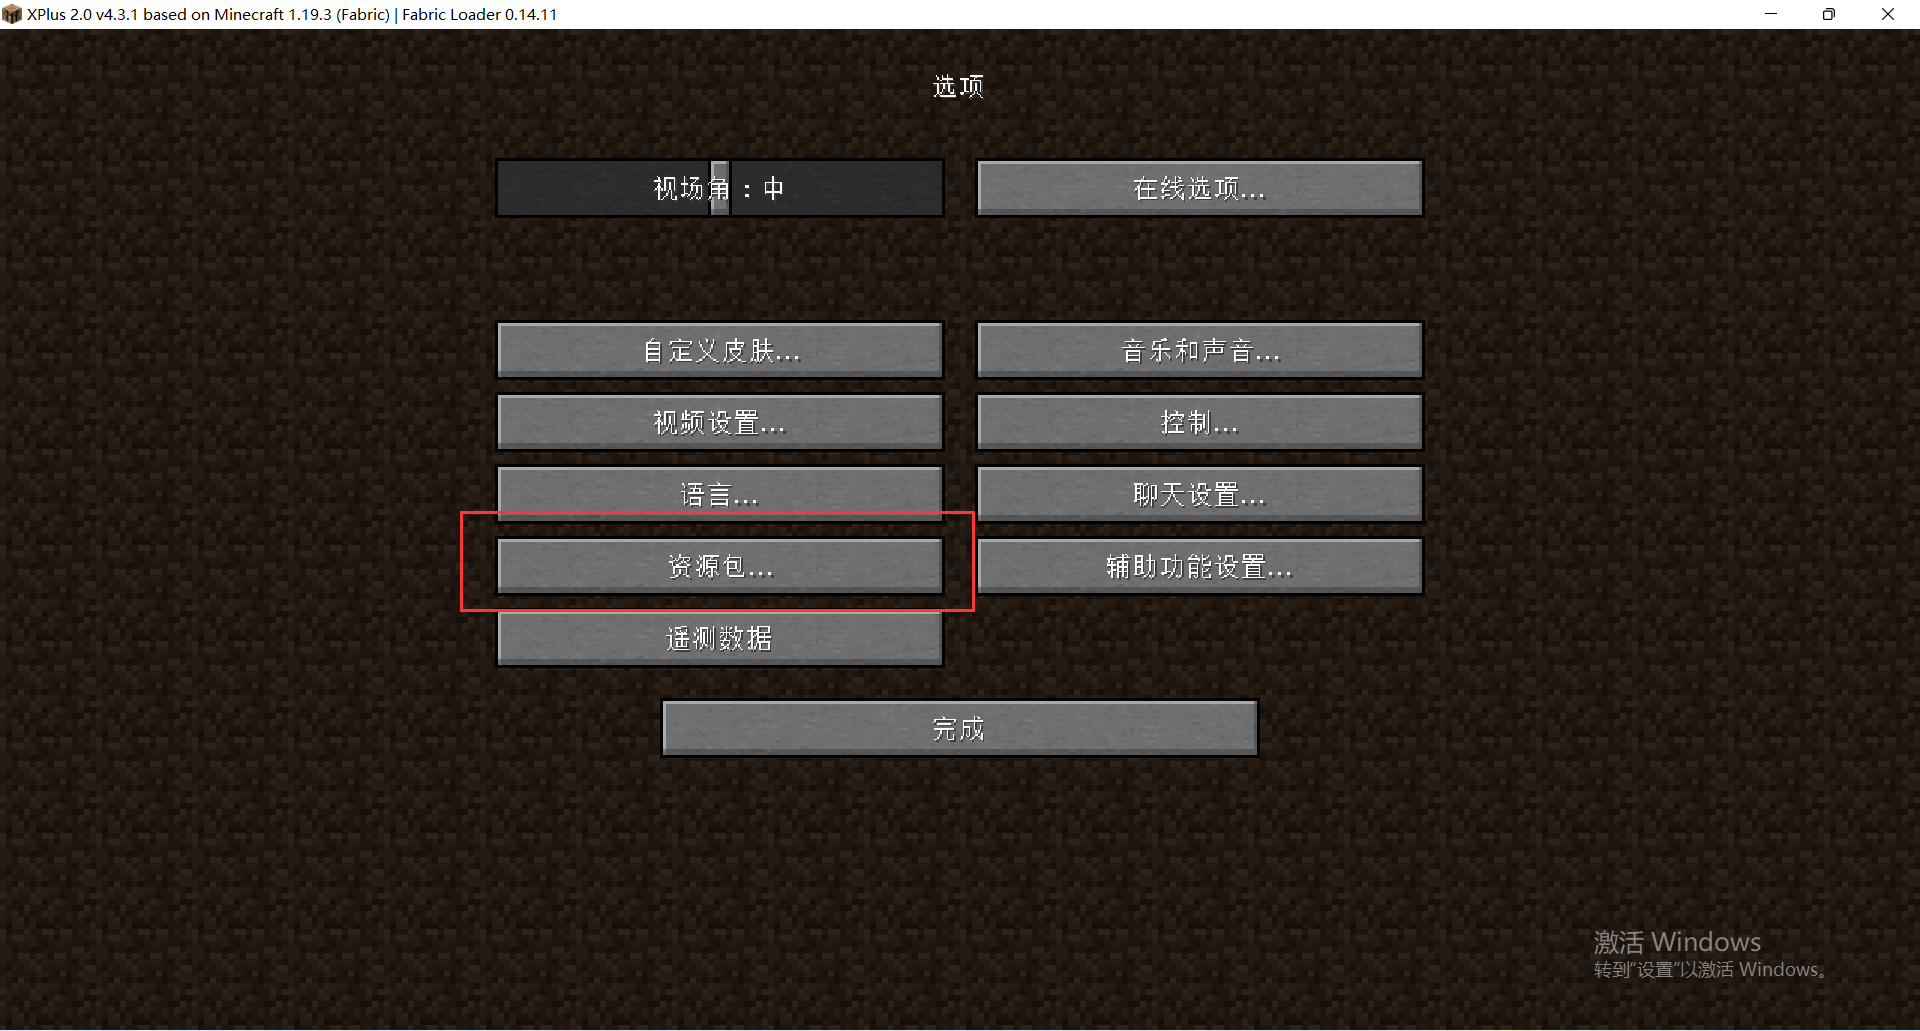 XPlus 2.0 v4.3.1 based on Minecraft 1.19.3 (Fabric) | Fabric Loader 0.14.11
选项
视场角：中
在线选项...
自定义皮肤...
音乐和声音...
视频设置...
控制...
语言...
聊天设置...
资源包...
辅助功能设置...
遥测数据
完成
激活 Windows
转到“设置”以激活 Windows。